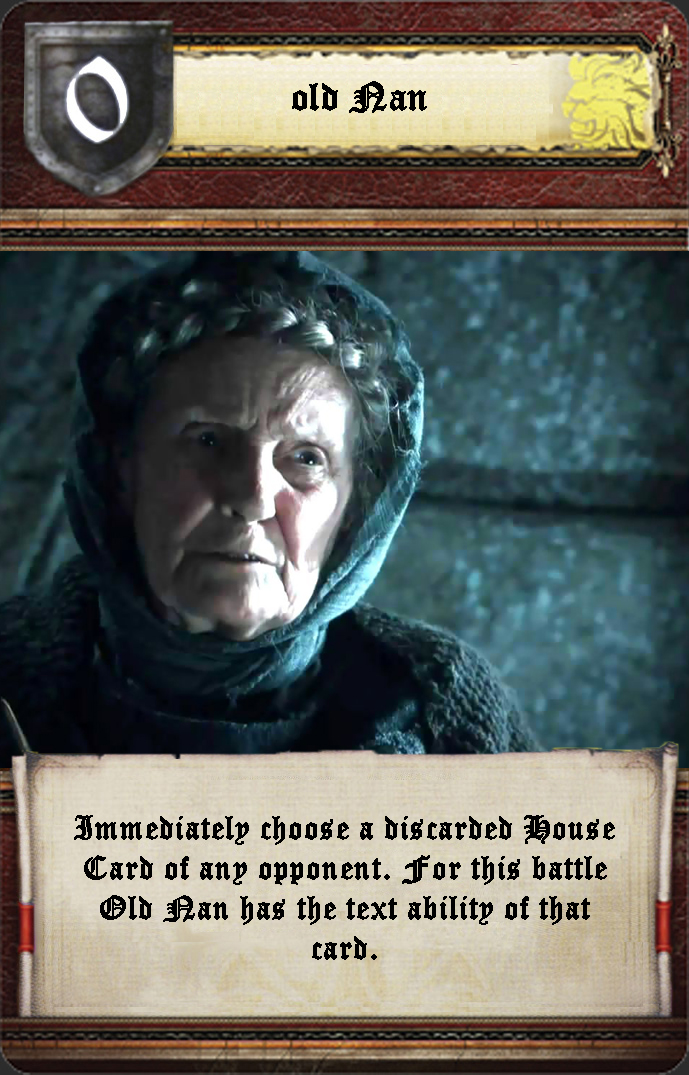 0
old Nan
Immediately choose a discarded House
Card of any opponent. For this battle
Old Nan has the text ability of that
card.